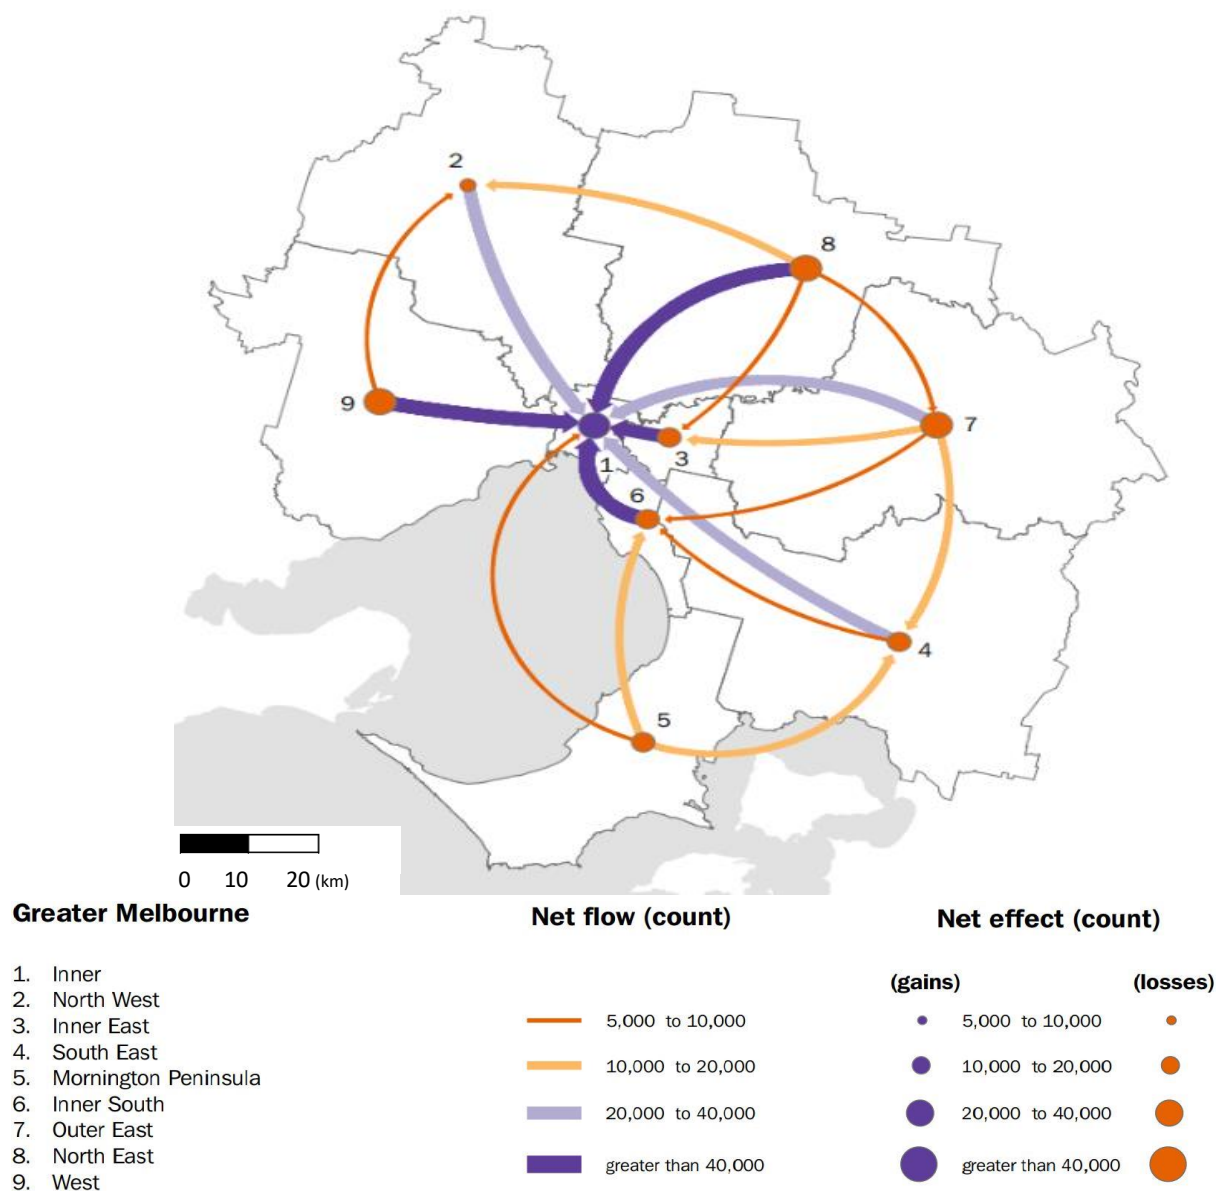 2
8
9
7
3
1
6
4
5
0 10 20 (km)
Greater Melbourne
1. Inner
2. North West
3. Inner East
4. South East
5. Mornington Peninsula
6. Inner South
7. Outer East
8. North East
9. West
Net flow (count)
5,000 to 10,000
10,000 to 20,000
20,000 to 40,000
greater than 40,000
Net effect (count)
(gains) (losses)
5,000 to 10,000
10,000 to 20,000
20,000 to 40,000
greater than 40,000